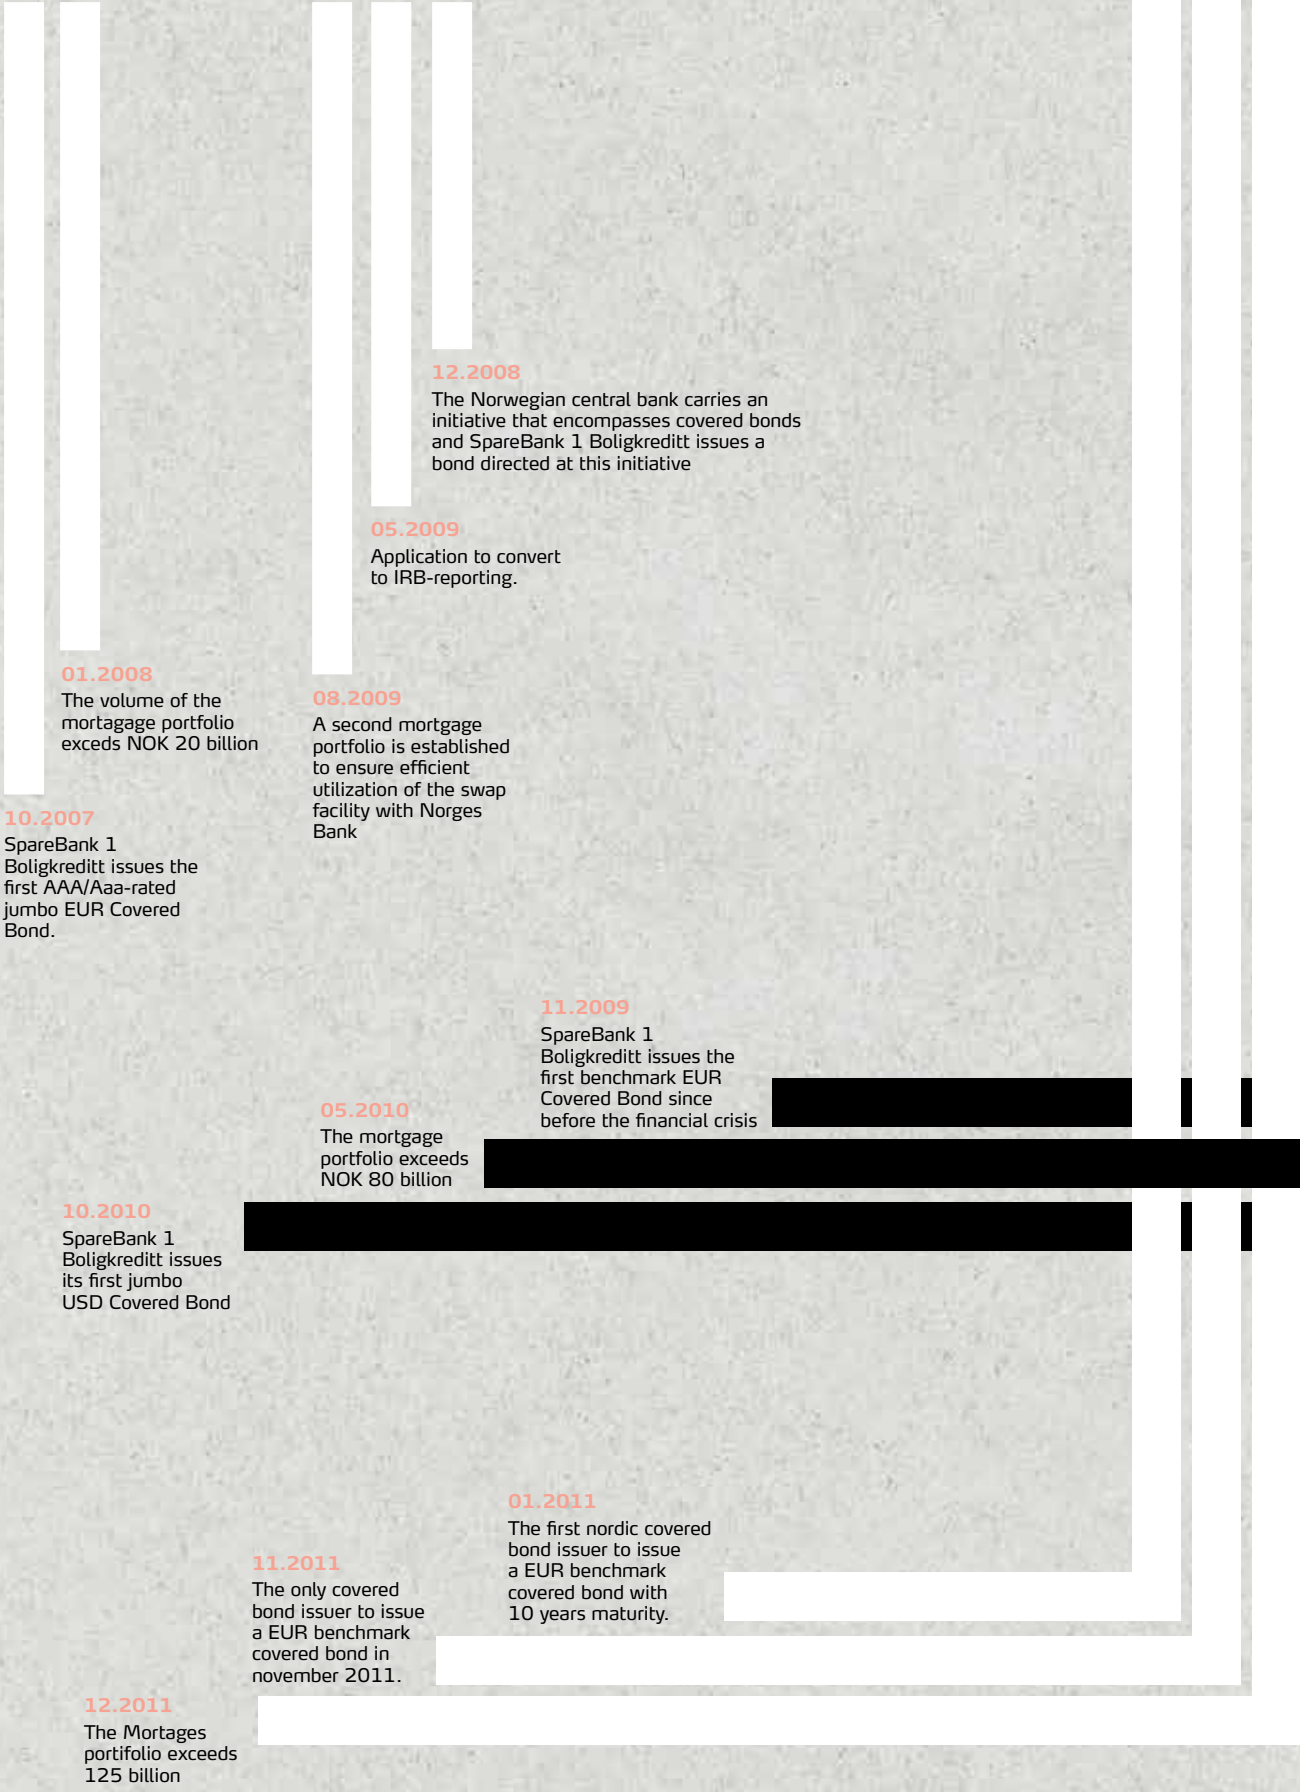 12.2008
The Norwegian central bank carries an
initiative that encompasses covered bonds
and SpareBank 1 Boligkreditt issues a
bond directed at this initiative
05.2009
Application to convert
to IRB-reporting.
01.2008
The volume of the
mortagage portfolio
exceds NOK 20 billion
08.2009
A second mortgage
portfolio is established
to ensure efficient
utilization of the swap
facility with Norges
Bank
10.2007
SpareBank 1
Boligkreditt issues the
first AAA/Aaa-rated
jumbo EUR Covered
Bond.
11.2009
SpareBank 1
Boligkreditt issues the
first benchmark EUR
Covered Bond since
before the financial crisis
05.2010
The mortgage
portfolio exceeds
NOK 80 billion
10.2010
SpareBank 1
Boligkreditt issues
its first jumbo
USD Covered Bond
01.2011
The first nordic covered
bond issuer to issue
a EUR benchmark
covered bond with
10 years maturity.
11.2011
The only covered
bond issuer to issue
a EUR benchmark
covered bond in
november 2011.
12.2011
The Mortages
portifolio exceeds
125 billion